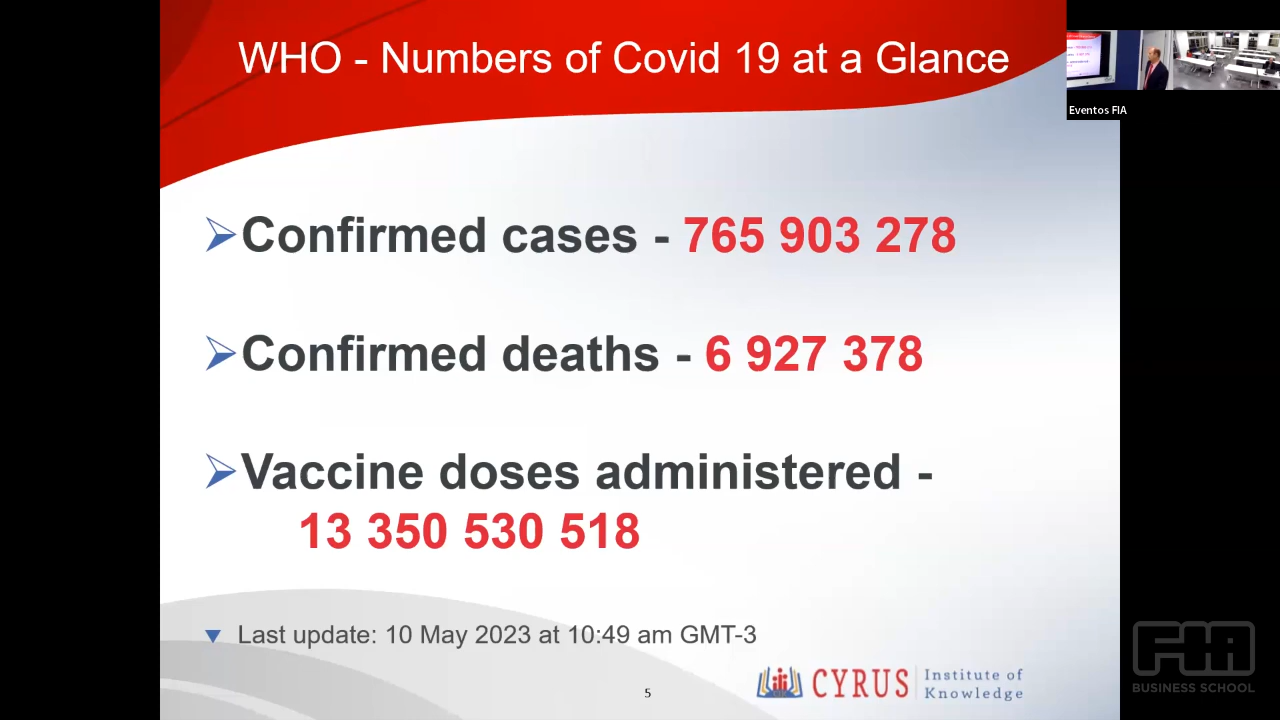 WHO - Numbers of Covid 19 at a Glance
Eventos FIA
Confirmed cases - 765 903 278
Confirmed deaths - 6 927 378
Vaccine doses administered -
13 350 530 518
Last update: 10 May 2023 at 10:49 am GMT-3
5
CYRUS
Institute of
Knowledge
FIA
BUSINESS SCHOOL